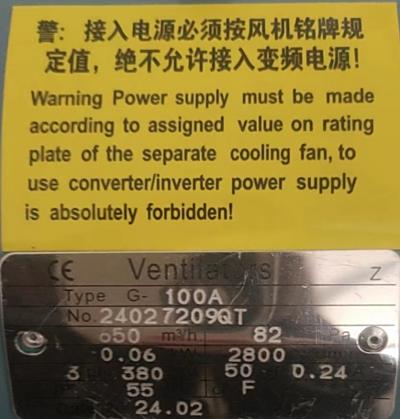 警: 接入电源必须按风机铭牌规
定值，绝不允许接入变频电源!
Warning Power supply must be made
according to assigned value on rating
plate of the separate cooling fan, to
use converter/inverter power supply
is absolutely forbidden!
CE Ventilators Z
Type G- 100A
No. 24027209QT
650 m³/h 82 Pa
0.06 2800
3 380 50 0.24 A
55 F
24.02